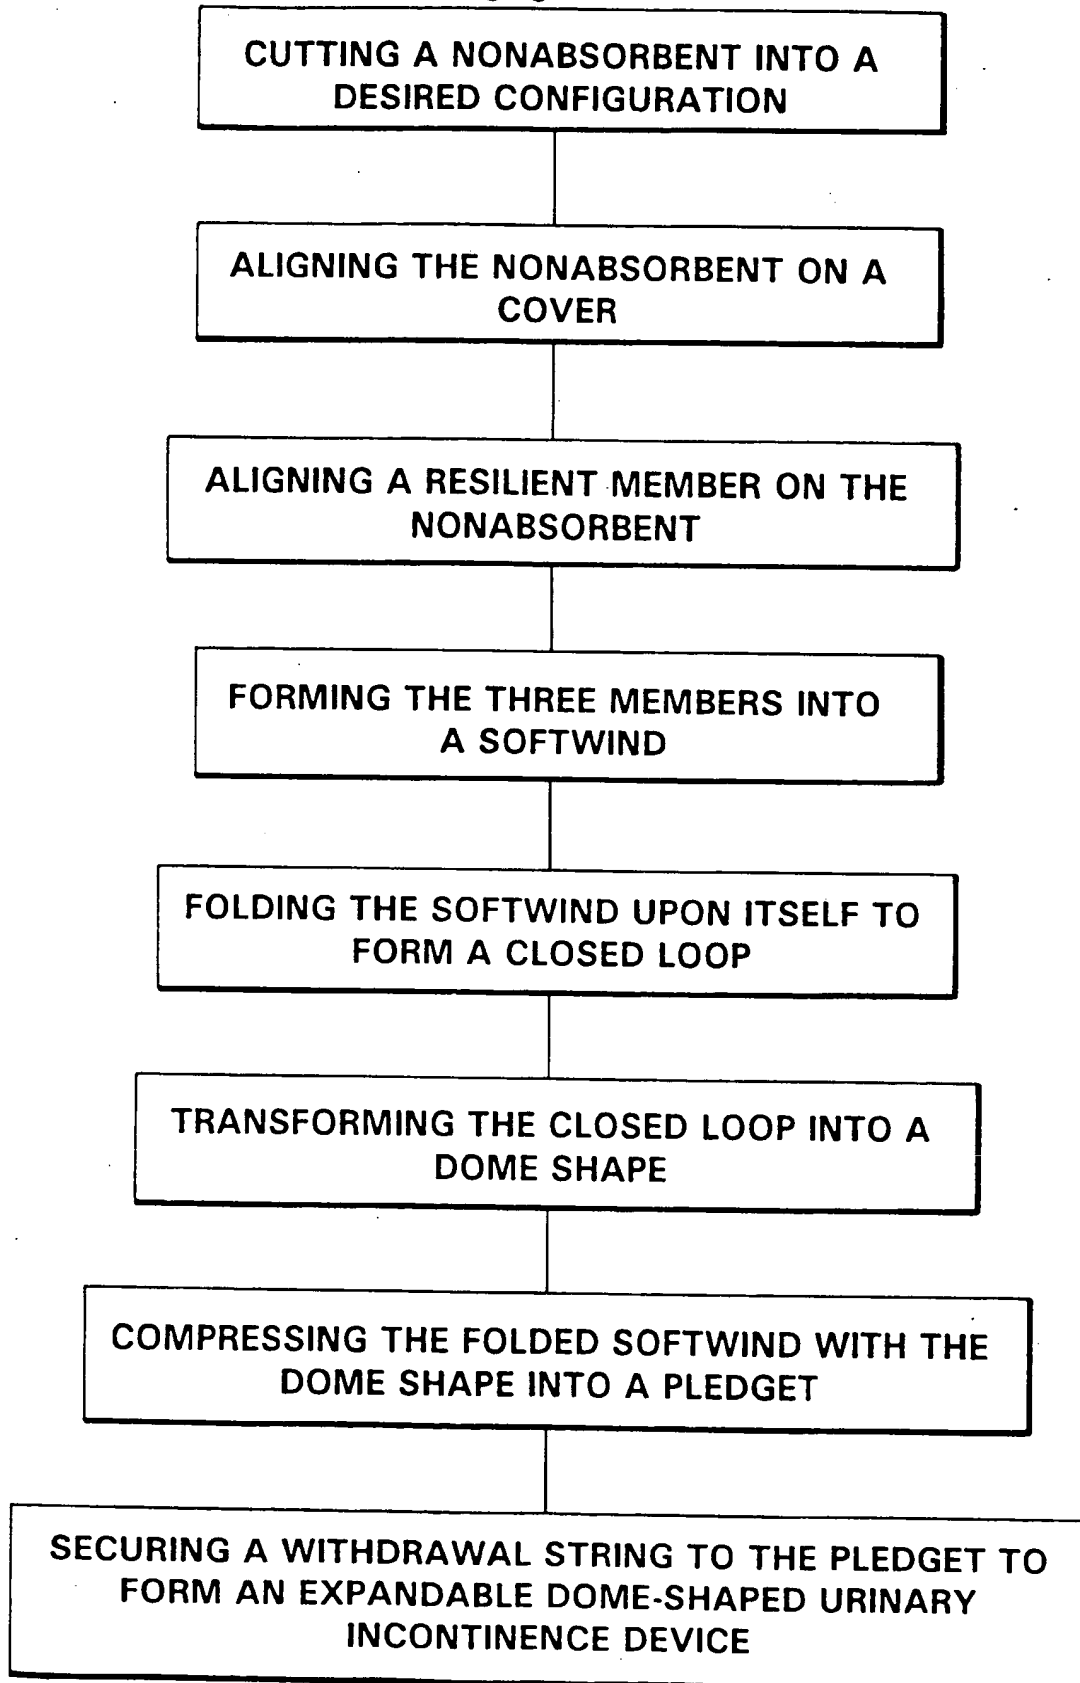 CUTTING A NONABSORBENT INTO A
DESIRED CONFIGURATION
ALIGNING THE NONABSORBENT ON A
COVER
ALIGNING A RESILIENT MEMBER ON THE
NONABSORBENT
FORMING THE THREE MEMBERS INTO
A SOFTWIND
FOLDING THE SOFTWIND UPON ITSELF TO
FORM A CLOSED LOOP
TRANSFORMING THE CLOSED LOOP INTO A
DOME SHAPE
COMPRESSING THE FOLDED SOFTWIND WITH THE
DOME SHAPE INTO A PLEDGET
SECURING A WITHDRAWAL STRING TO THE PLEDGET TO
FORM AN EXPANDABLE DOME-SHAPED URINARY
INCONTINENCE DEVICE